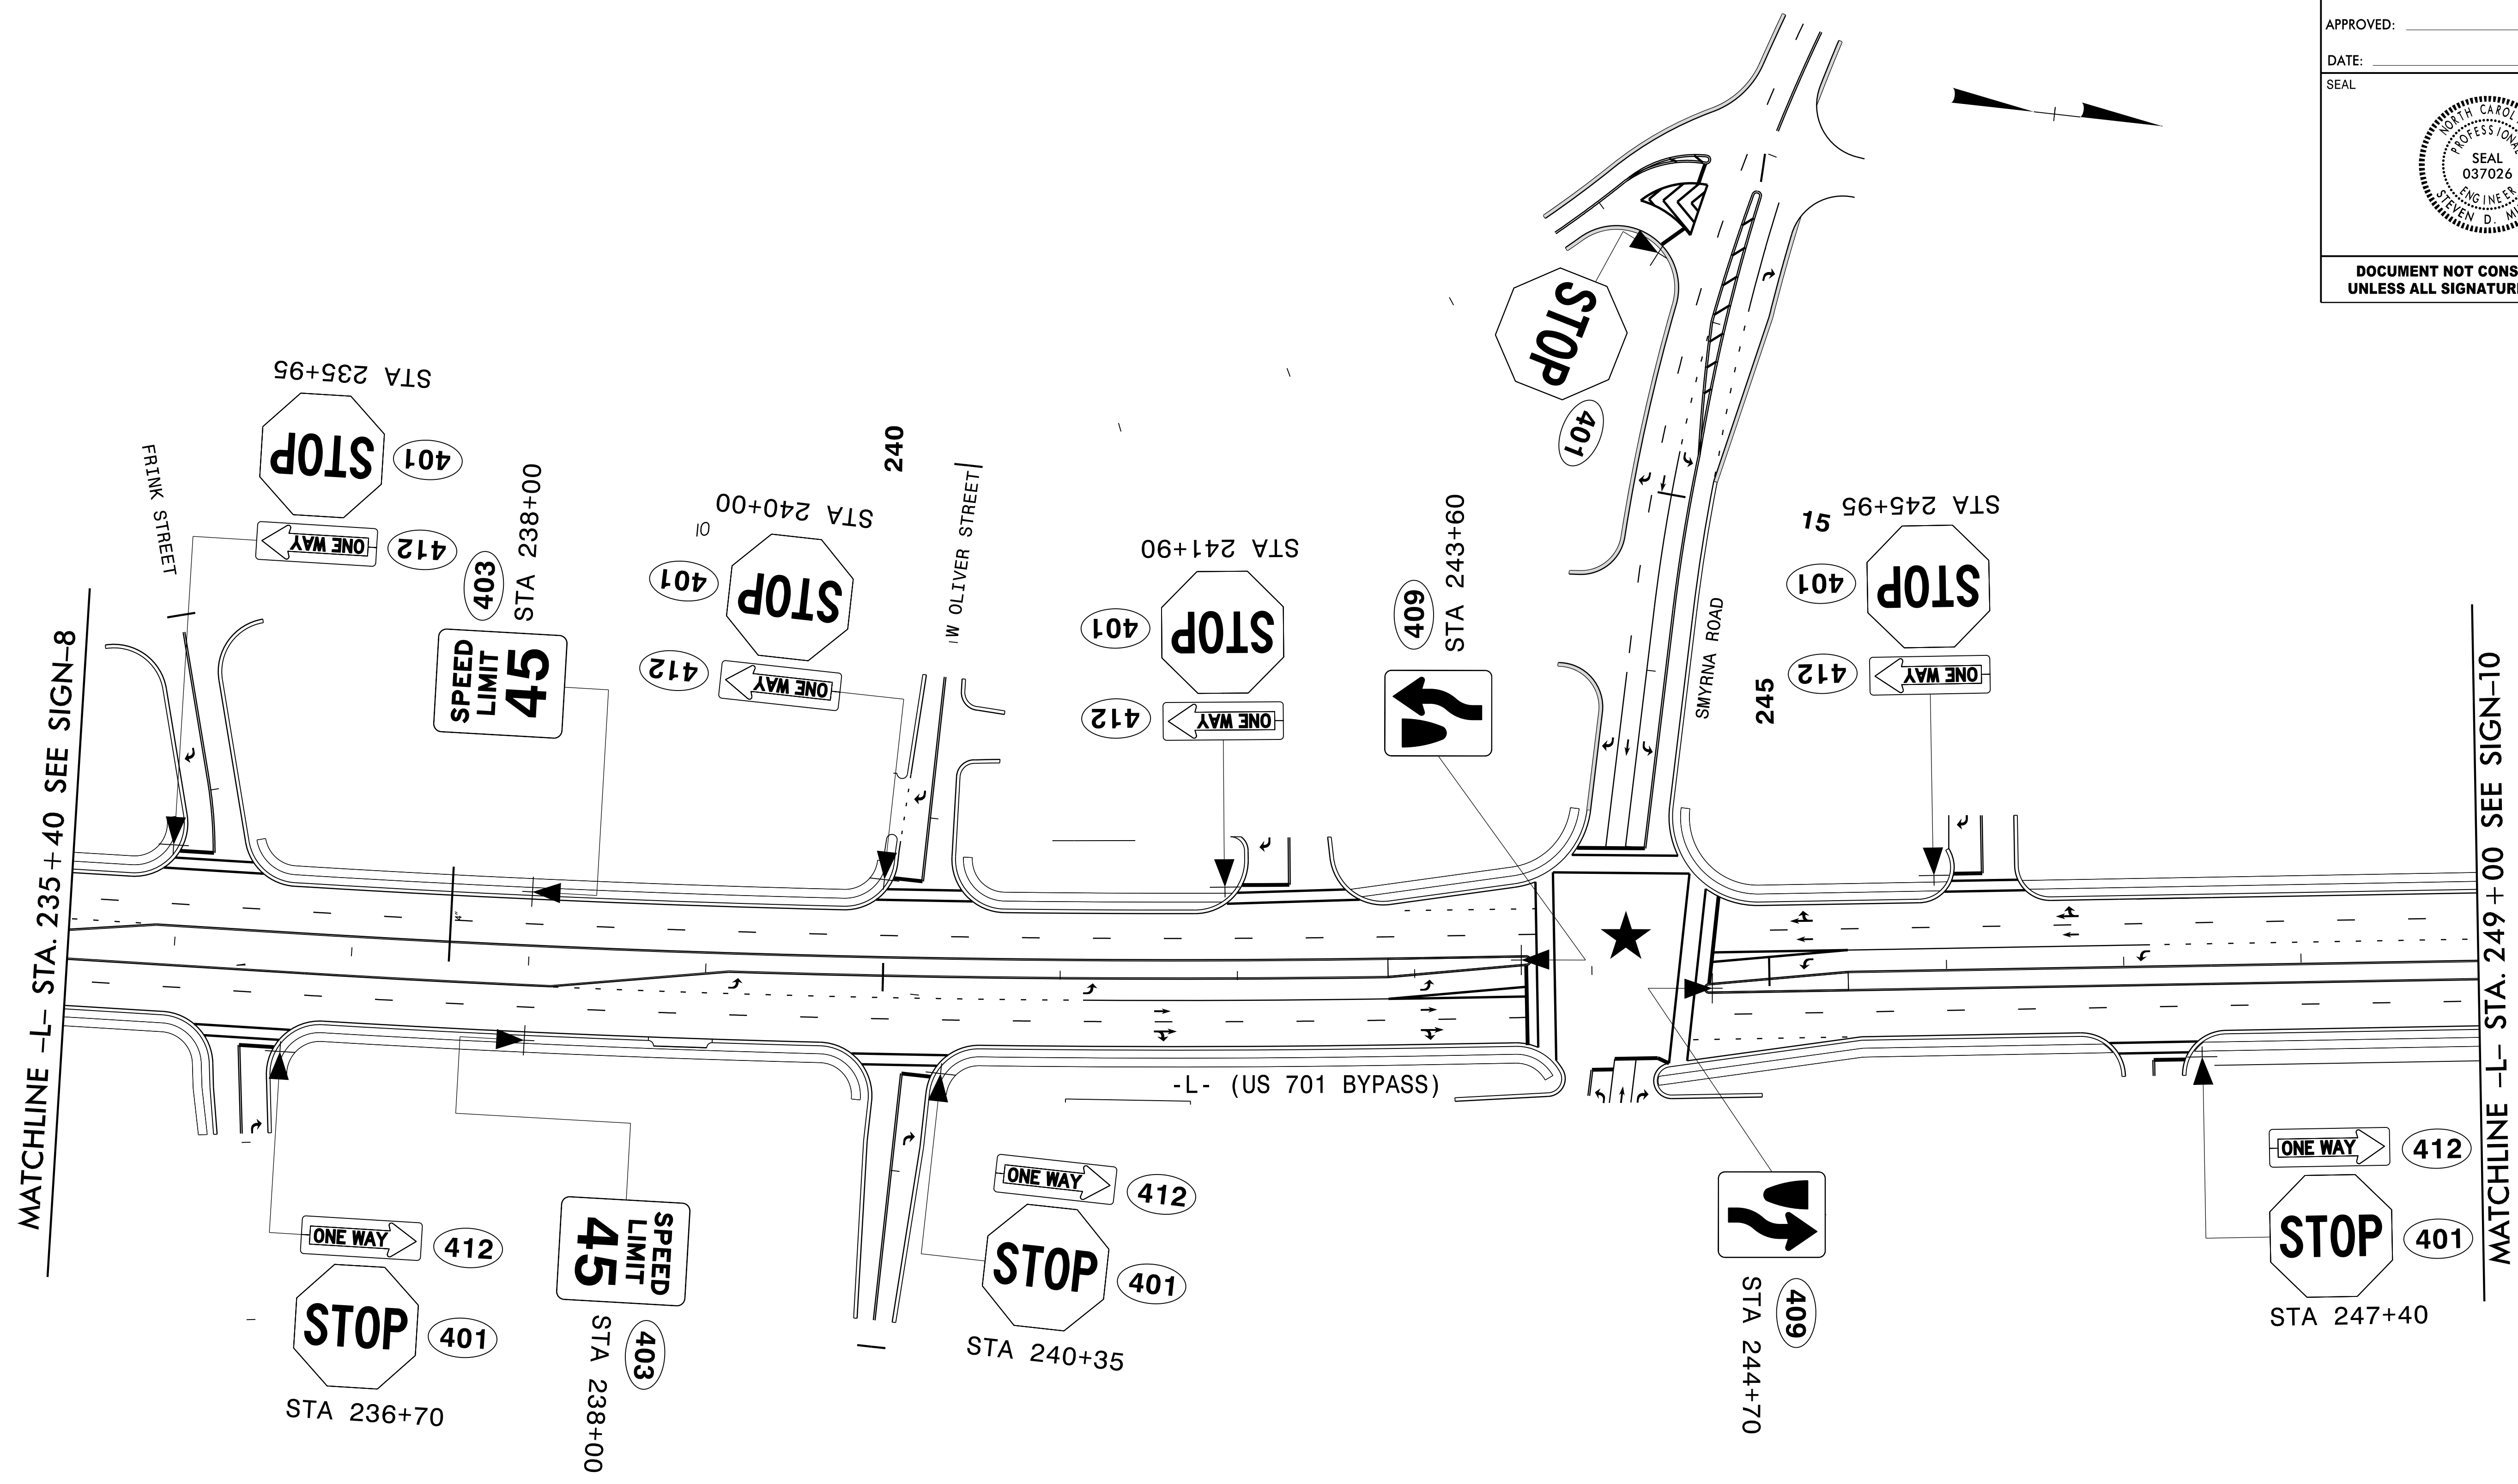 APPROVED:
DATE:
SEAL
NORTH CAROL
PROFESSIONAL
SEAL
037026
ENGINEER
STEVEN D. M
DOCUMENT NOT CONS
UNLESS ALL SIGNATUR
MATCHLINE -L- STA. 235+40 SEE SIGN-8
FRINK STREET
STA 235+95
STOP
401
ONE WAY
412
403
STA 238+00
SPEED
LIMIT
45
10
STA 240+00
STOP
401
ONE WAY
412
240
W OLIVER STREET
STA 241+90
STOP
401
ONE WAY
412
409
STA 243+60
STOP
401
SMYRNA ROAD
245
15
STA 245+95
STOP
401
ONE WAY
412
-L- (US 701 BYPASS)
ONE WAY
412
STOP
401
STA 236+70
SPEED
LIMIT
45
403
STA 238+00
ONE WAY
412
STOP
401
STA 240+35
409
STA 244+70
ONE WAY
412
STOP
401
STA 247+40
MATCHLINE -L- STA. 249+00 SEE SIGN-10